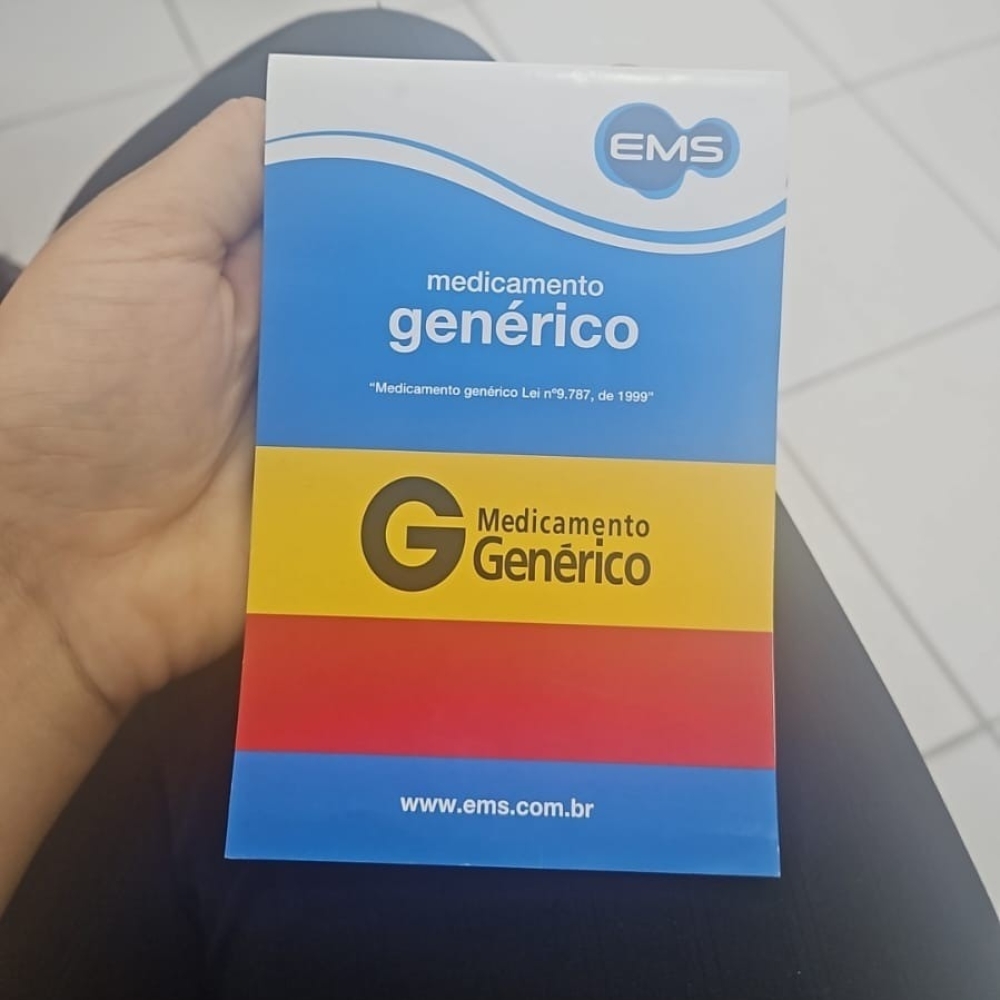 EMS
medicamento
genérico
"Medicamento genérico Lei nº9.787, de 1999"
G Medicamento
Genérico
www.ems.com.br